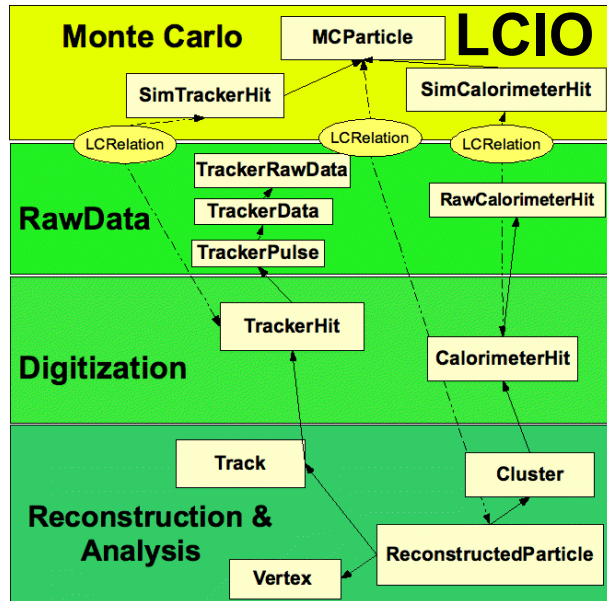 Monte Carlo
MCParticle
LCIO
SimTrackerHit
SimCalorimeterHit
LCRelation
LCRelation
LCRelation
RawData
TrackerRawData
TrackerData
TrackerPulse
RawCalorimeterHit
Digitization
TrackerHit
CalorimeterHit
Reconstruction &
Analysis
Track
Cluster
ReconstructedParticle
Vertex